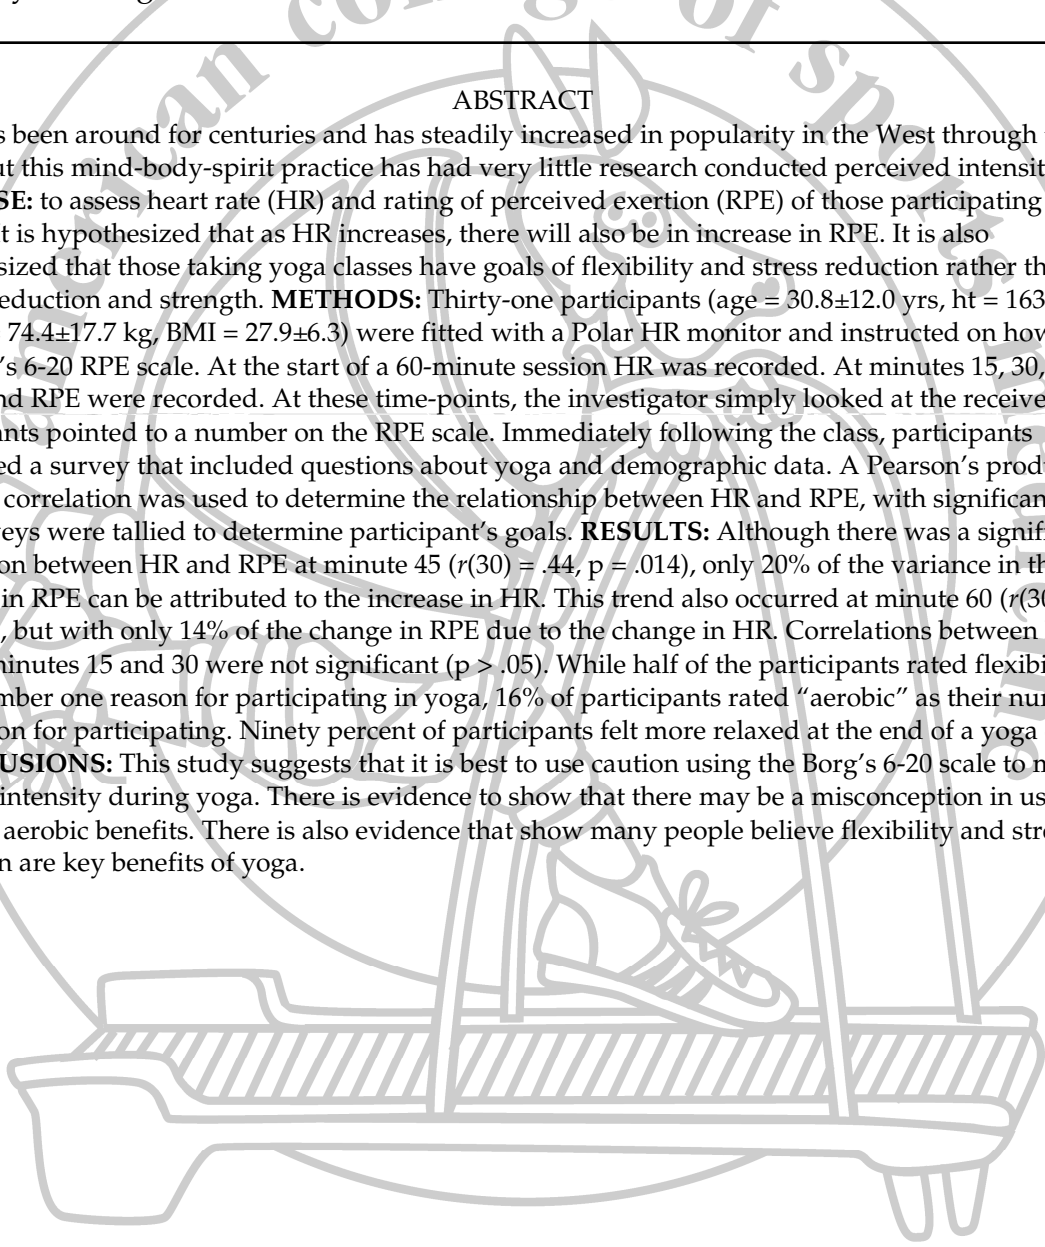 ABSTRACT
been around for centuries and has steadily increased in popularity in the West through
this mind-body-spirit practice has had very little research conducted perceived
to assess heart rate (HR) and rating of perceived exertion (RPE) of those participating
t is hypothesized that as HR increases, there will also be in increase in RPE. It is also
sized that those taking yoga classes have goals of flexibility and stress reduction rather th
eduction and strength. METHODS: Thirty-one participants (age = 30.8±12.0 yrs, ht = 163
74.4±17.7 kg, BMI = 27.9±6.3) were fitted with a Polar HR monitor and instructed on how
's 6-20 RPE scale. At the start of a 60-minute session HR was recorded. At minutes 15, 30,
nd RPE were recorded. At these time-points, the investigator simply looked at the receive
nts pointed to a number on the RPE scale. Immediately following the class, participants
ed a survey that included questions about yoga and demographic data. A Pearson's produ
correlation was used to determine the relationship between HR and RPE, with significan
veys were tallied to determine participant's goals. RESULTS: Although there was a signifi
on between HR and RPE at minute 45 (r(30) = .44, p = .014), only 20% of the variance in th
in RPE can be attributed to the increase in HR. This trend also occurred at minute 60 (r(30
, but with only 14% of the change in RPE due to the change in HR. Correlations between
minutes 15 and 30 were not significant (p > .05). While half of the participants rated flexibi
mber one reason for participating in yoga, 16% of participants rated “aerobic” as their num
on for participating. Ninety percent of participants felt more relaxed at the end of a yoga
USIONS: This study suggests that it is best to use caution using the Borg's 6-20 scale to m
intensity during yoga. There is evidence to show that there may be a misconception in us
aerobic benefits. There is also evidence that show many people believe flexibility and stre
n are key benefits of yoga.
american college of sports medicine